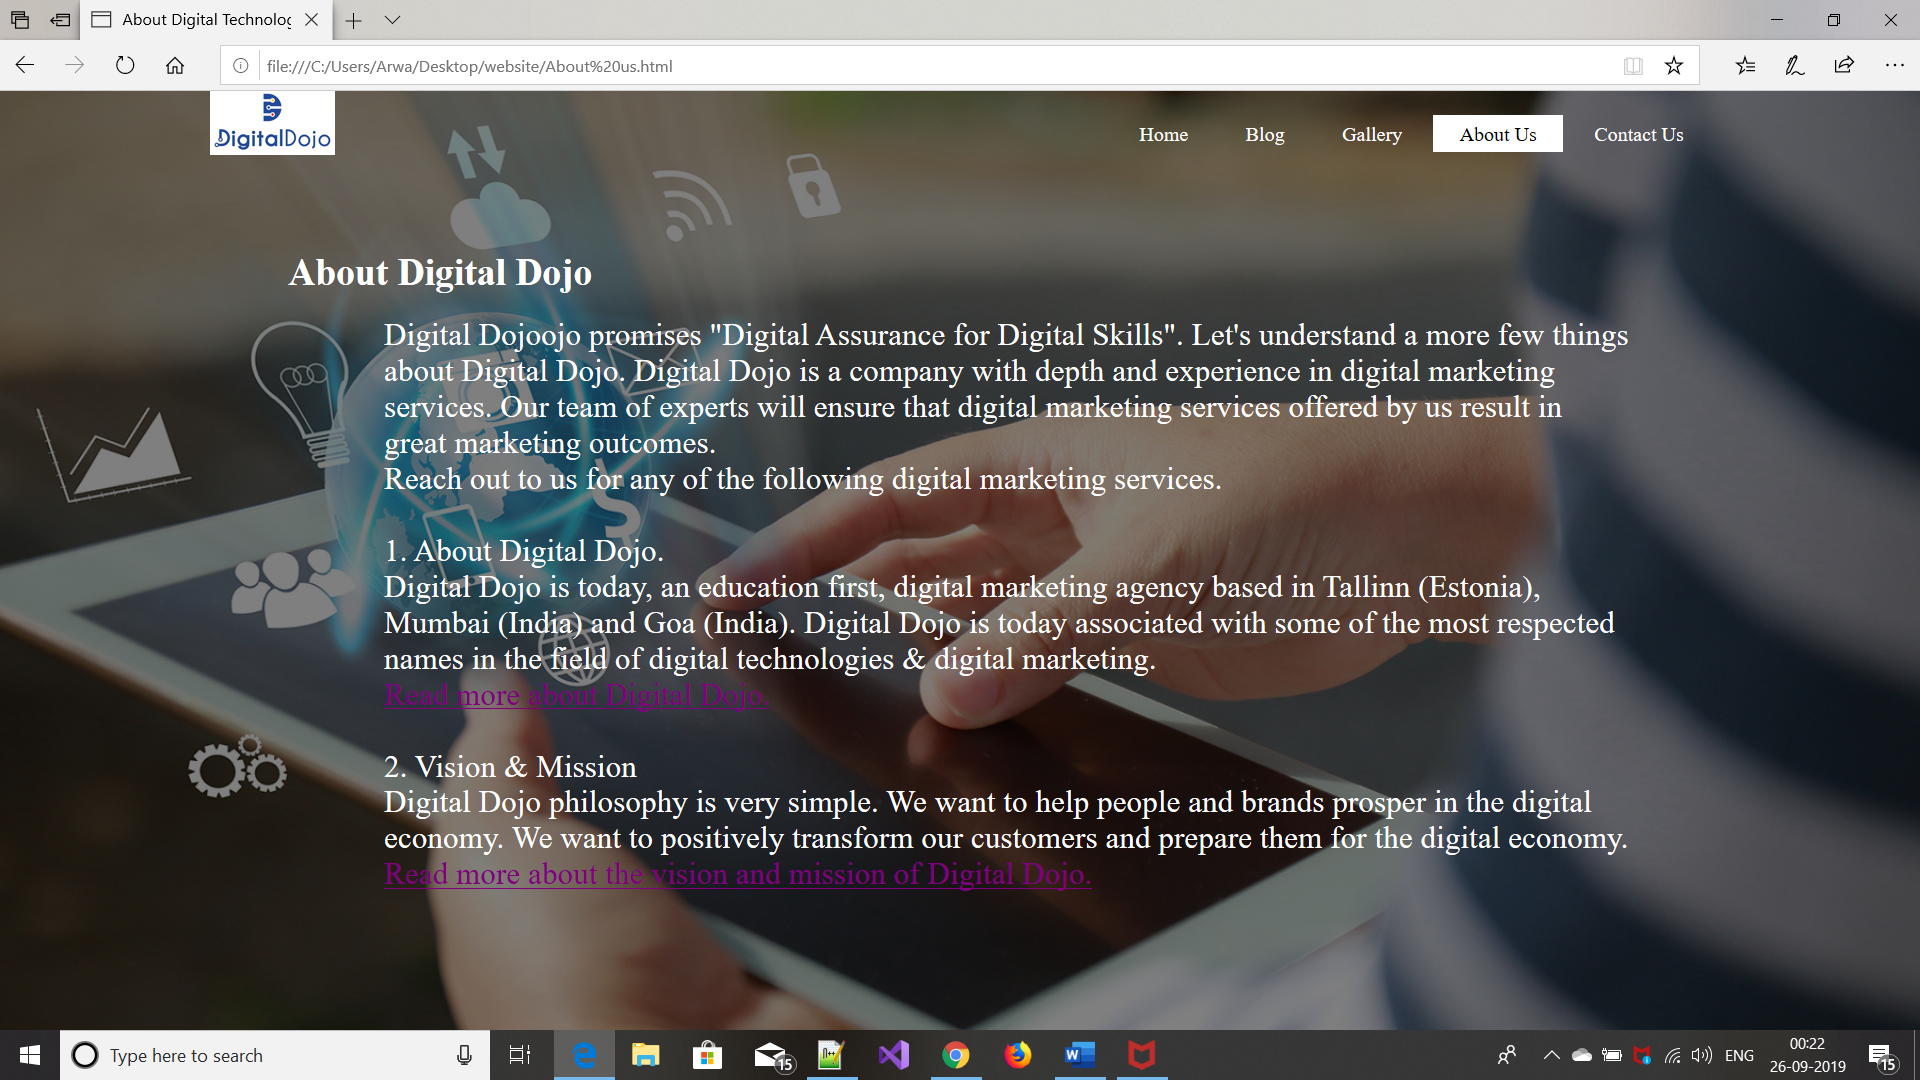 About Digital Technolog
file:///C:/Users/Arwa/Desktop/website/About%20us.html
DigitalDojo
Home Blog Gallery About Us Contact Us
About Digital Dojo
Digital Dojoojo promises "Digital Assurance for Digital Skills". Let's understand a more few things
about Digital Dojo. Digital Dojo is a company with depth and experience in digital marketing
services. Our team of experts will ensure that digital marketing services offered by us result in
great marketing outcomes.
Reach out to us for any of the following digital marketing services.
1. About Digital Dojo.
Digital Dojo is today, an education first, digital marketing agency based in Tallinn (Estonia),
Mumbai (India) and Goa (India). Digital Dojo is today associated with some of the most respected
names in the field of digital technologies & digital marketing.
Read more about Digital Dojo.
2. Vision & Mission
Digital Dojo philosophy is very simple. We want to help people and brands prosper in the digital
economy. We want to positively transform our customers and prepare them for the digital economy.
Read more about the vision and mission of Digital Dojo.
Type here to search
15
ENG
00:22
26-09-2019
15